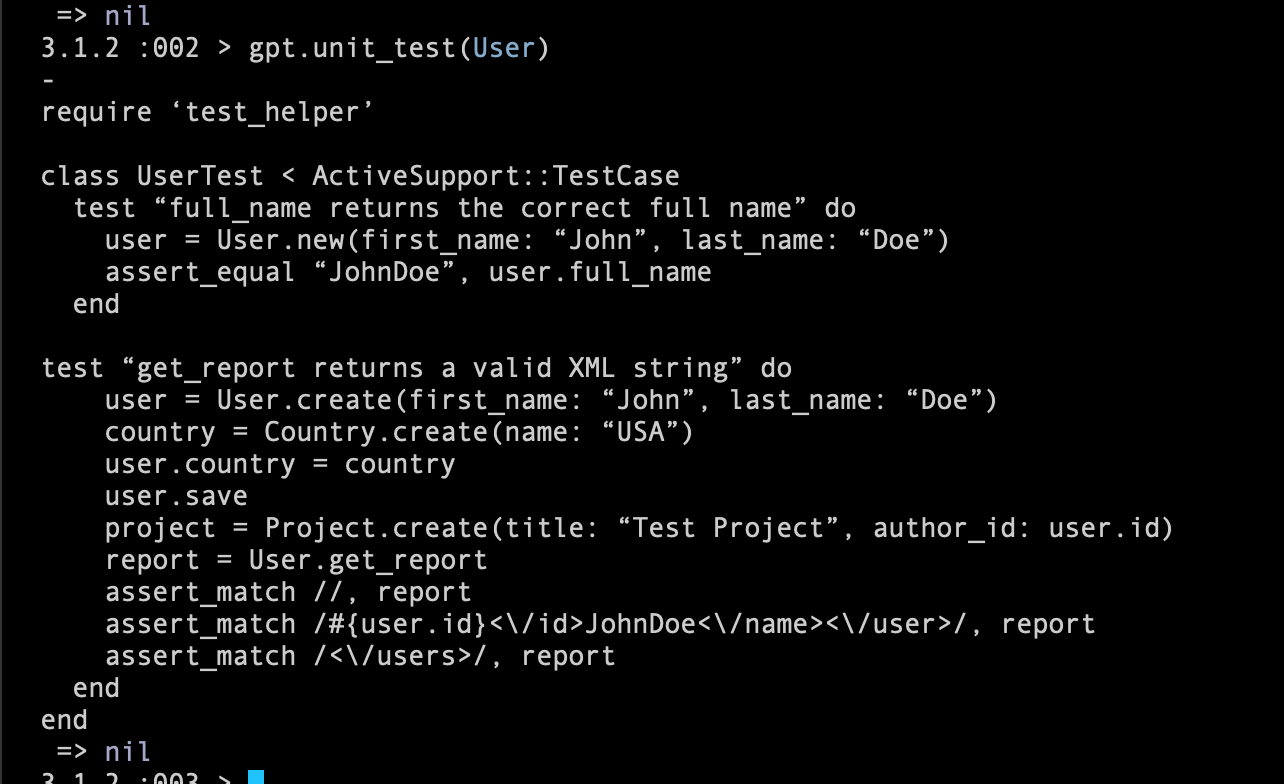 => nil
3.1.2 :002 > gpt.unit_test(User)
-
require ‘test_helper’
class UserTest < ActiveSupport::TestCase
test “full_name returns the correct full name” do
user = User.new(first_name: “John”, last_name: “Doe”)
assert_equal “JohnDoe”, user.full_name
end
test “get_report returns a valid XML string” do
user = User.create(first_name: “John”, last_name: “Doe”)
country = Country.create(name: “USA”)
user.country = country
user.save
project = Project.create(title: “Test Project”, author_id: user.id)
report = User.get_report
assert_match //, report
assert_match /#{user.id}<\/id>JohnDoe<\/name><\/user>/, report
assert_match /<\/users>/, report
end
end
=> nil
3.1.2 :003 >